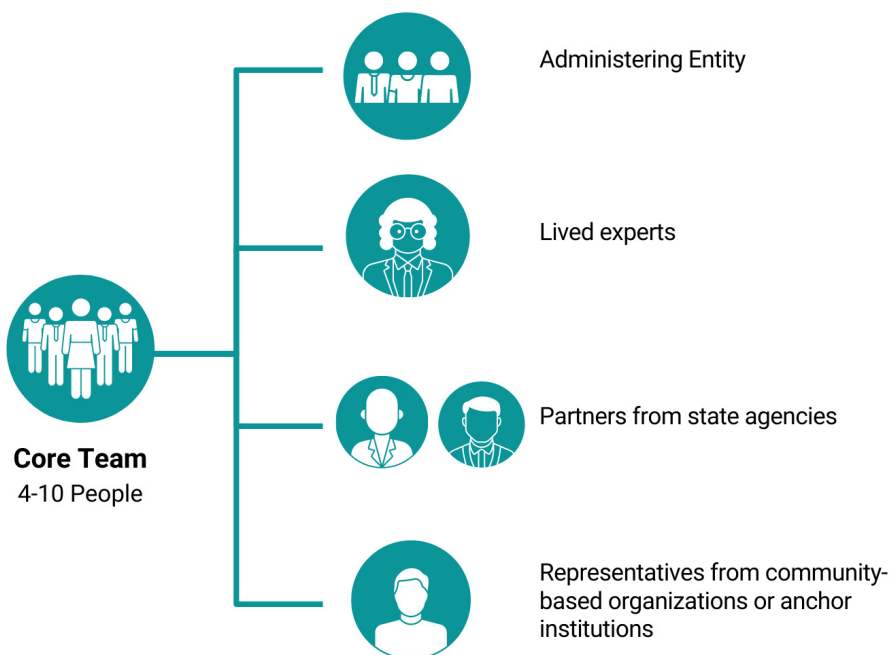 Administering Entity
Lived experts
Partners from state agencies
Core Team
4-10 People
Representatives from community-
based organizations or anchor
institutions